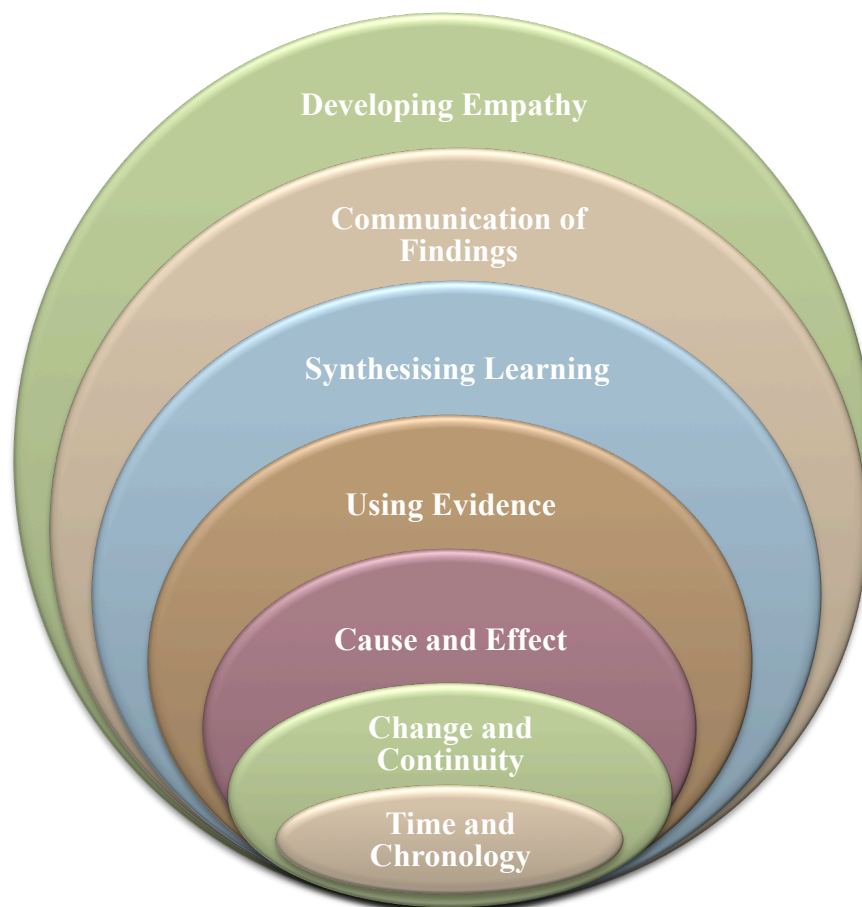 Developing Empathy
Communication of
Findings
Synthesising Learning
Using Evidence
Cause and Effect
Change and
Continuity
Time and
Chronology